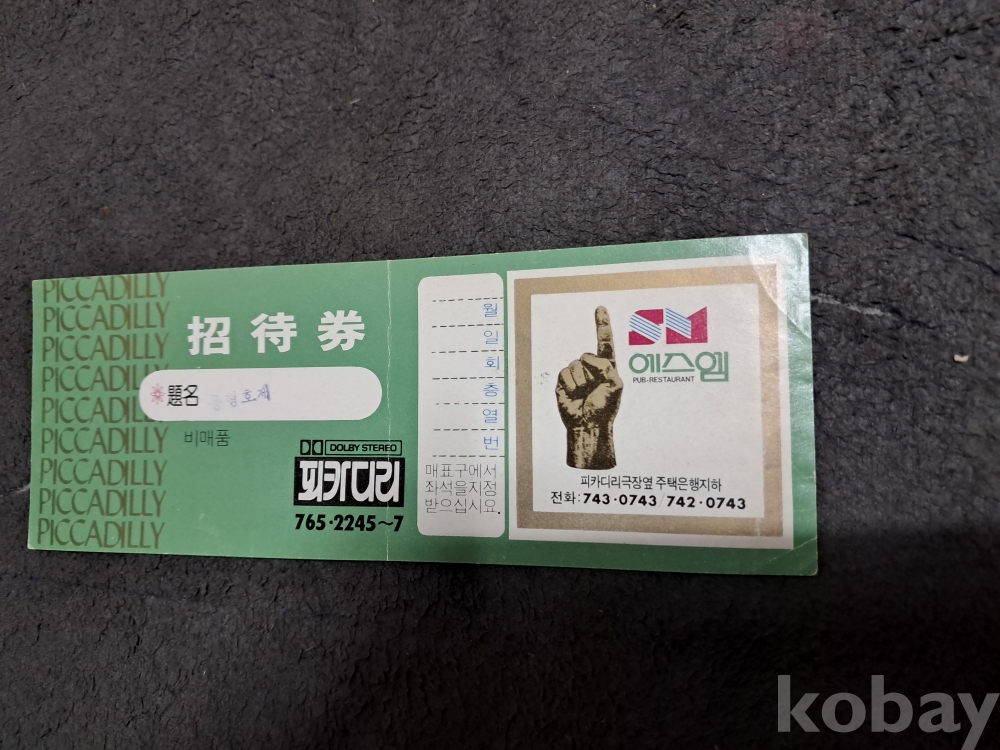 PICCADILLY
PICCADILLY
PICCADILLY
PICCADILLY
PICCADILLY
PICCADILLY
PICCADILLY
PICCADILLY
PICCADILLY
招待券
題名
비매품
DOLBY STEREO
피카디리
765·2245~7
월
일
회
층
열
번
매표구에서
좌석을지정
받으십시요.
SM
에스엠
PUB-RESTAURANT
피카디리극장옆 주택은행지하
전화:743·0743/742·0743
kobay